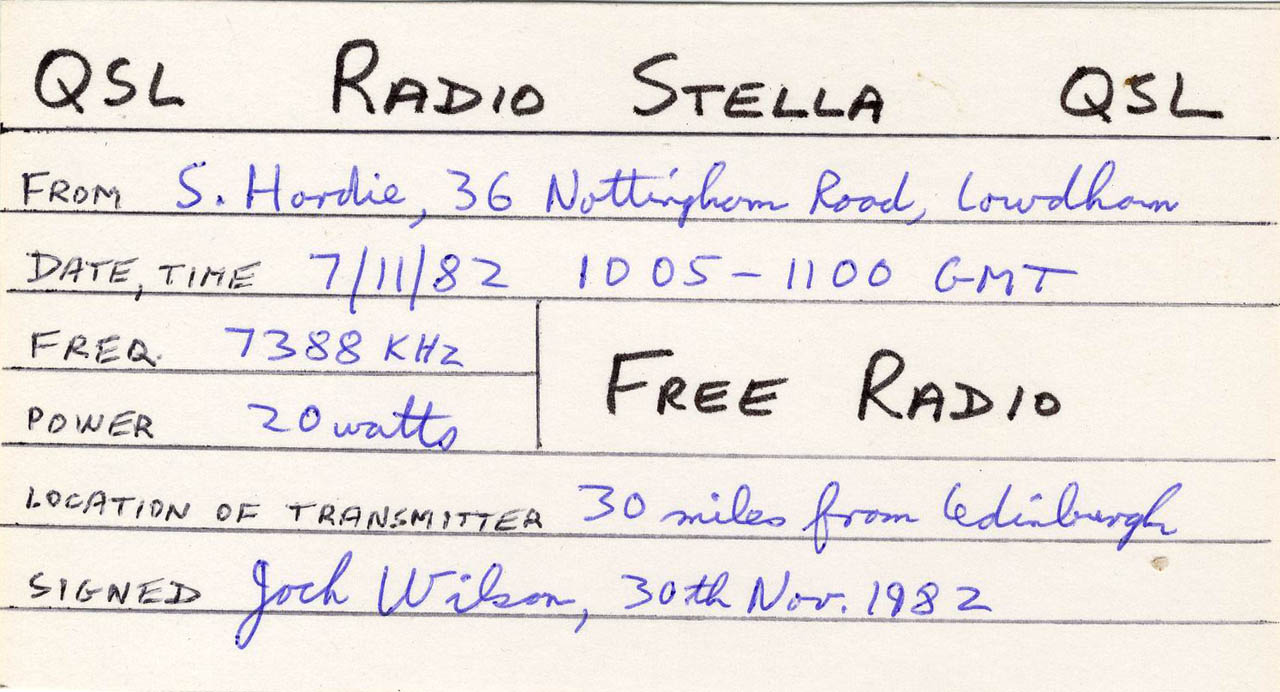 QSL RADIO STELLA QSL
FROM S. Hardie, 36 Nottingham Road, Lowdham
DATE, TIME 7/11/82 1005-1100 GMT
FREQ. 7388 KHz
POWER 20 watts
FREE RADIO
LOCATION OF TRANSMITTER 30 miles from Edinburgh
SIGNED Jock Wilson, 30th Nov. 1982